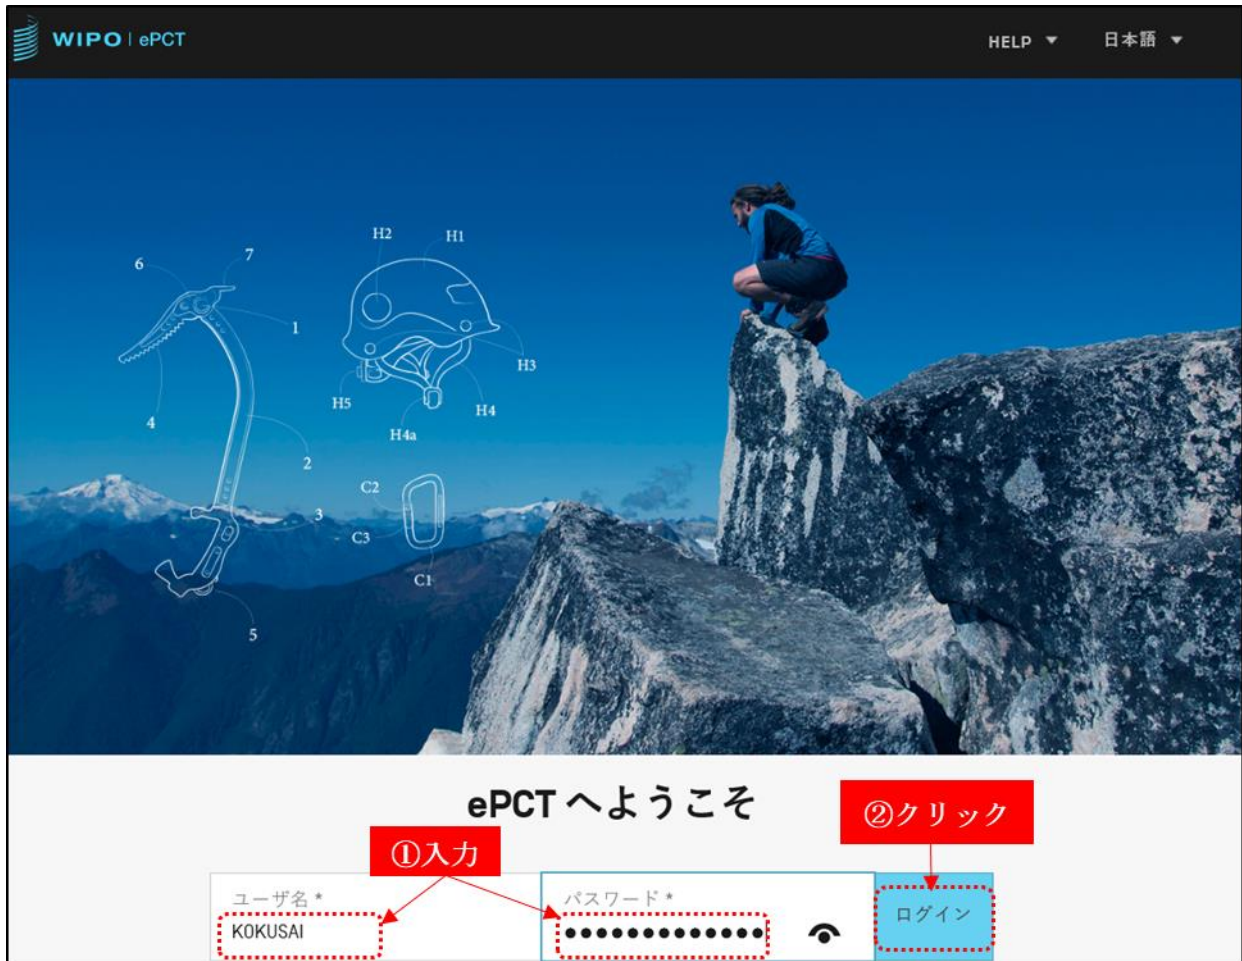 WIPO | ePCT
HELP
日本語
H2
H1
6
7
1
H3
H5
H4
4
H4a
2
C2
3
C3
C1
5
ePCT へようこそ
②クリック
①入力
ユーザ名 *
パスワード *
ログイン
KOKUSAI